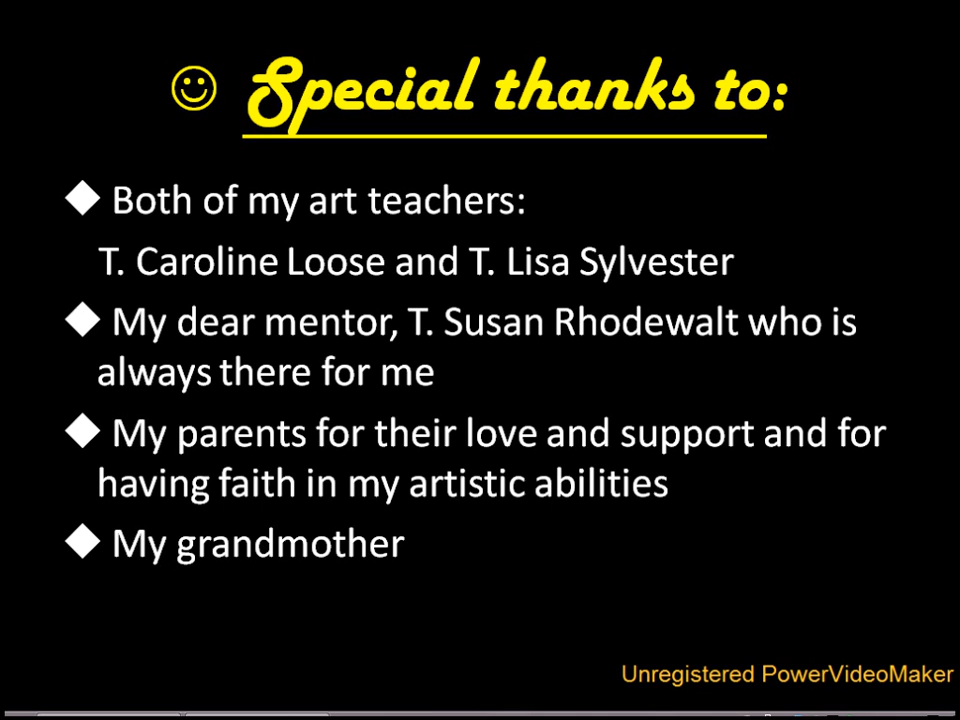 ☺ Special thanks to:
◆ Both of my art teachers:
T. Caroline Loose and T. Lisa Sylvester
◆ My dear mentor, T. Susan Rhodewalt who is
always there for me
◆ My parents for their love and support and for
having faith in my artistic abilities
◆ My grandmother
Unregistered PowerVideoMaker